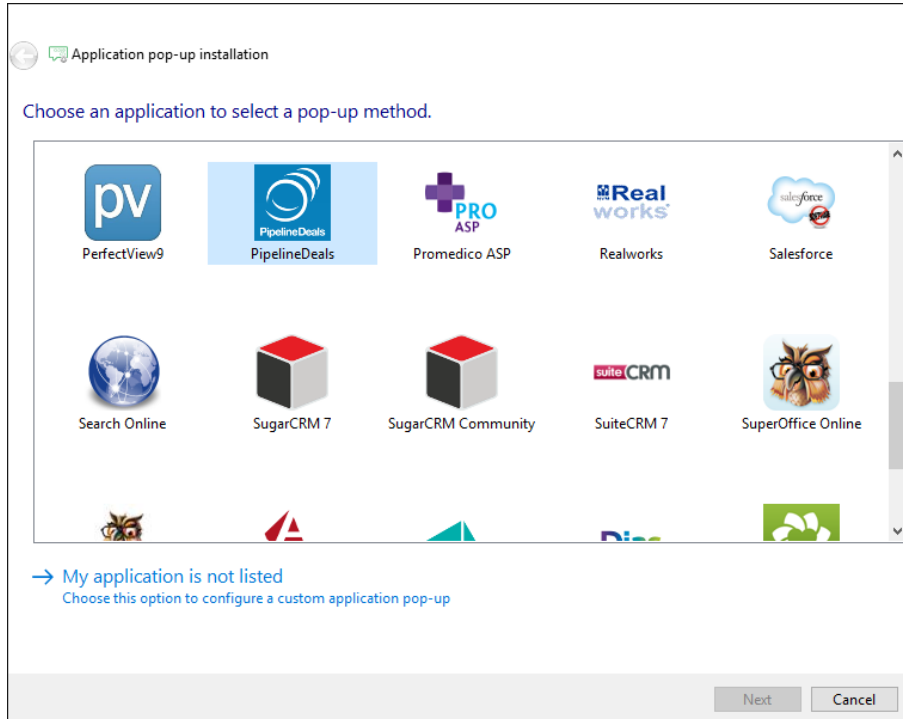 Application pop-up installation
Choose an application to select a pop-up method.
pv
PipelineDeals
PRO
ASP
Real
works
salesforce
PerfectView9
PipelineDeals
Promedico ASP
Realworks
Salesforce
suite CRM
Search Online
SugarCRM 7
SugarCRM Community
SuiteCRM 7
SuperOffice Online
My application is not listed
Choose this option to configure a custom application pop-up
Next
Cancel